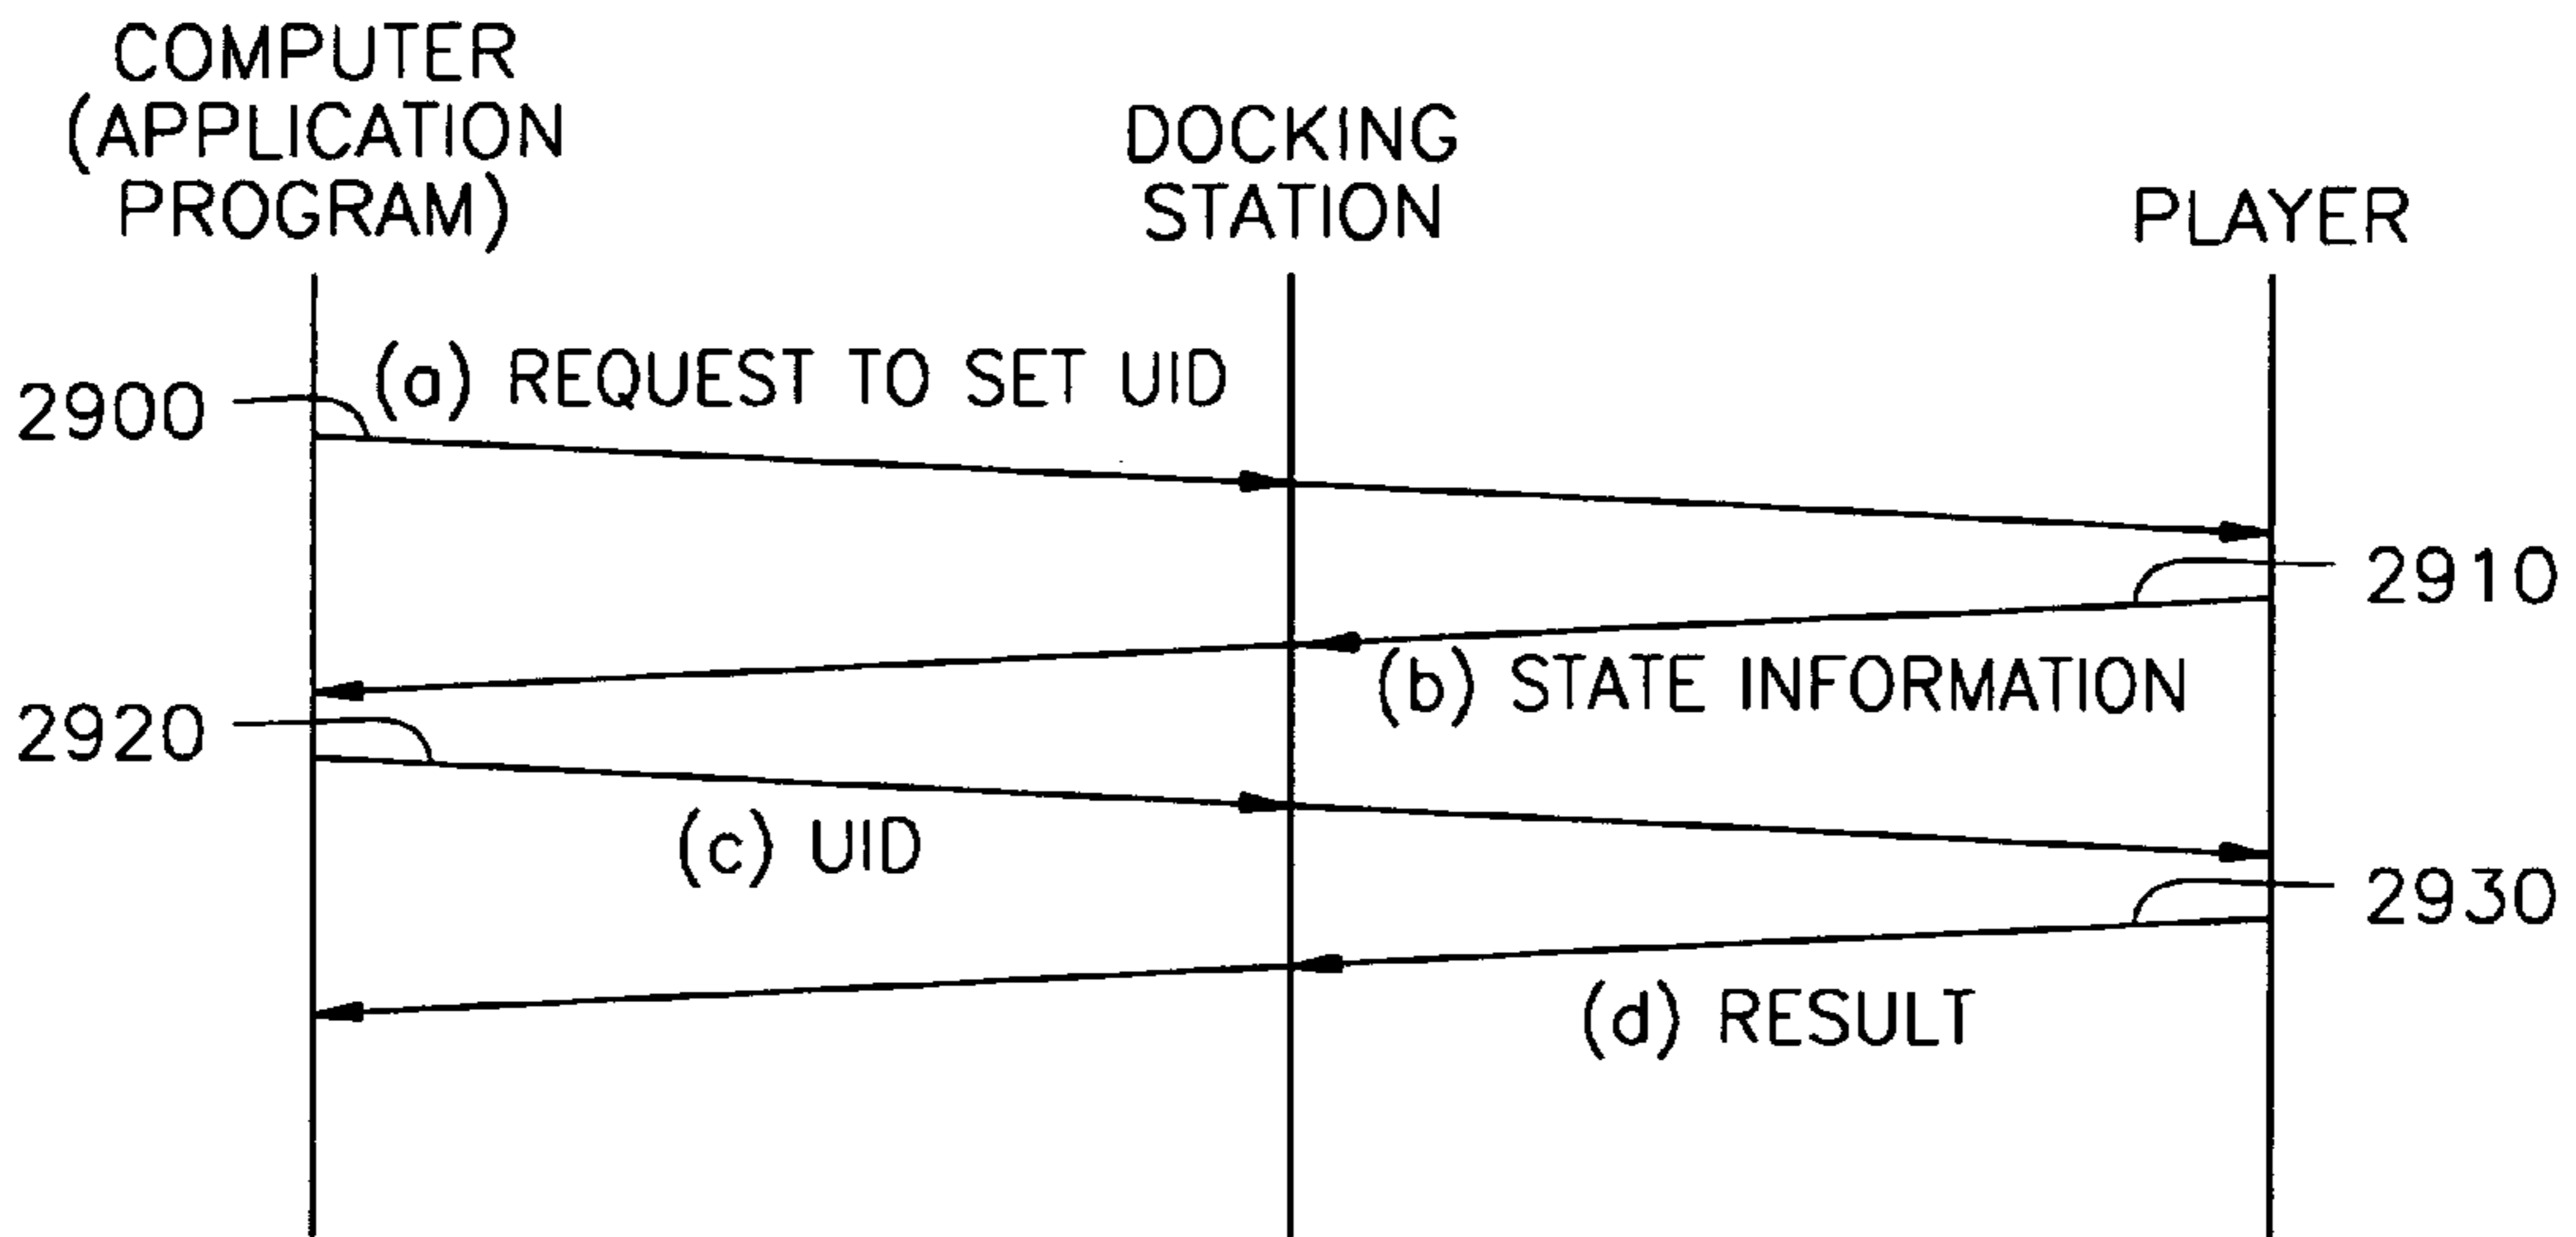 COMPUTER
(APPLICATION
PROGRAM)
DOCKING
STATION
PLAYER
(a) REQUEST TO SET UID
2900
2910
(b) STATE INFORMATION
2920
(c) UID
2930
(d) RESULT